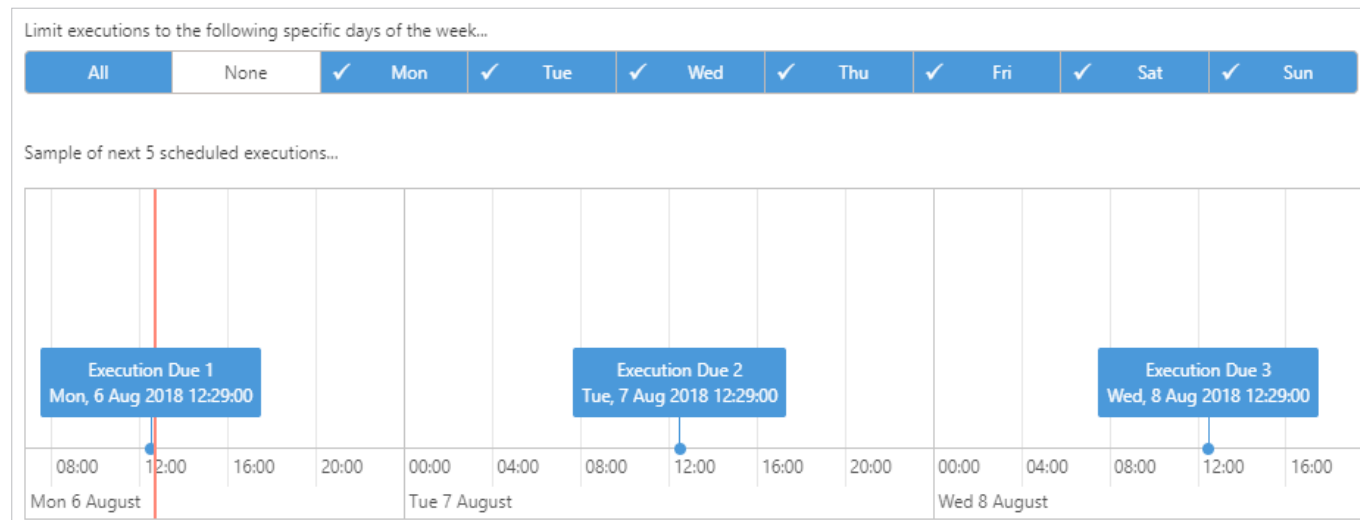 Limit executions to the following specific days of the week...
All None Mon Tue Wed Thu Fri Sat Sun
Sample of next 5 scheduled executions...
Execution Due 1
Mon, 6 Aug 2018 12:29:00
Execution Due 2
Tue, 7 Aug 2018 12:29:00
Execution Due 3
Wed, 8 Aug 2018 12:29:00
08:00 12:00 16:00 20:00 00:00 04:00 08:00 12:00 16:00 20:00 00:00 04:00 08:00 12:00 16:00
Mon 6 August Tue 7 August Wed 8 August